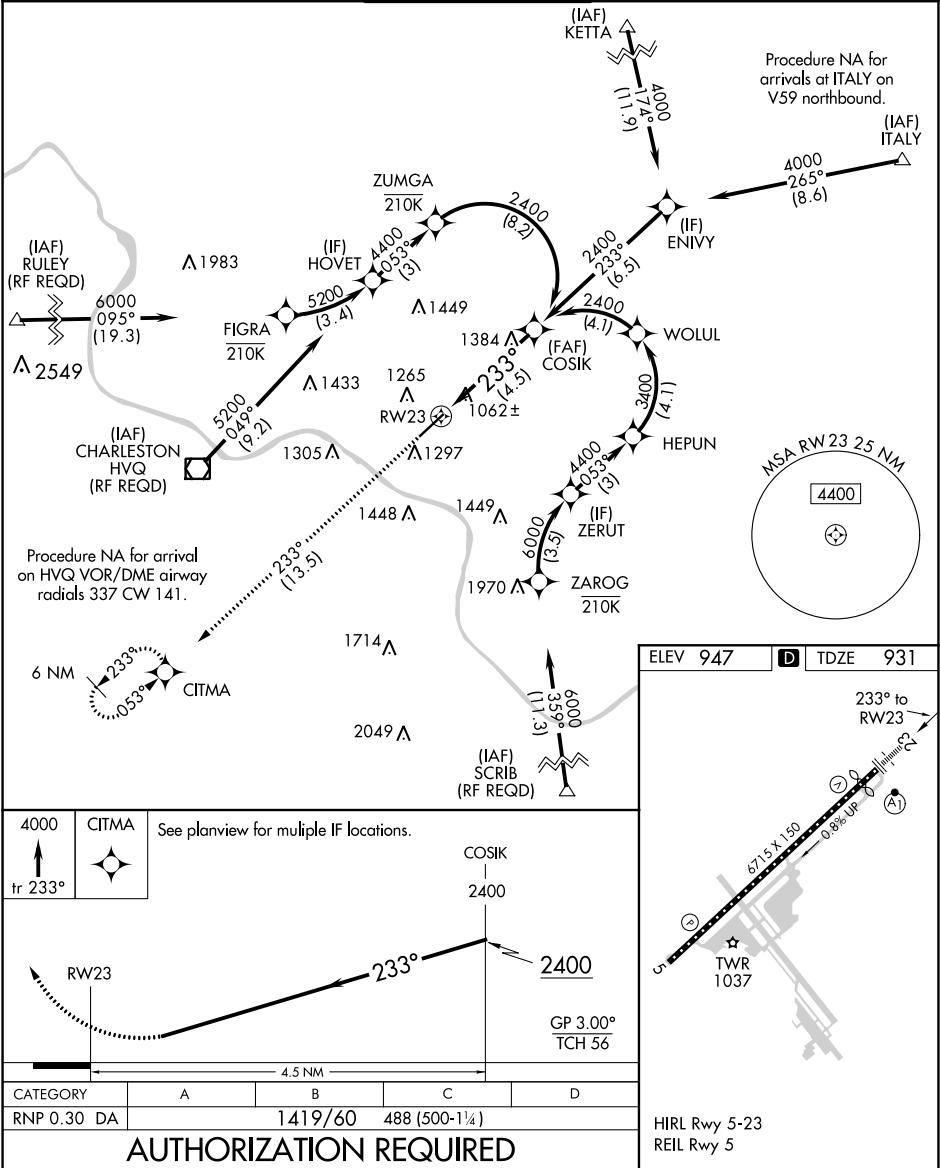 (IAF)
KETTA
4000
174°
(11.9)
Procedure NA for
arrivals at ITALY on
V59 northbound.
(IAF)
ITALY
4000
265°
(8.6)
ZUMGA
210K
2400
(8.2)
(IF)
ENIVY
2400
233°
(6.5)
(IAF)
RULEY
(RF REQD)
6000
095°
(19.3)
1983
(IF)
HOVET
4400
053°
(3)
5200
(3.4)
FIGRA
210K
1449
2400
(4.1)
WOLUL
1384
(FAF)
COSIK
2549
1433
1265
233°
(4.5)
RW23
1062±
3400
(4.1)
5200
049°
(9.2)
(IAF)
CHARLESTON
HVQ
(RF REQD)
1305
1297
HEPUN
4400
053°
(3)
MSA RW 23 25 NM
4400
1448
1449
(IF)
ZERUT
6000
(3.5)
Procedure NA for arrival
on HVQ VOR/DME airway
radials 337 CW 141.
233°
(13.5)
1970
ZAROG
210K
1714
6 NM
233°
053°
CITMA
6000
359°
(11.3)
2049
(IAF)
SCRIB
(RF REQD)
ELEV 947 D TDZE 931
233° to
RW23
23
V
A1
0.8% UP
6715 X 150
P
5
TWR
1037
HIRL Rwy 5-23
REIL Rwy 5
4000
tr 233°
CITMA
See planview for muliple IF locations.
COSIK
2400
RW23
233°
2400
GP 3.00°
TCH 56
4.5 NM
CATEGORY A B C D
RNP 0.30 DA 1419/60 488 (500-1¼)
AUTHORIZATION REQUIRED